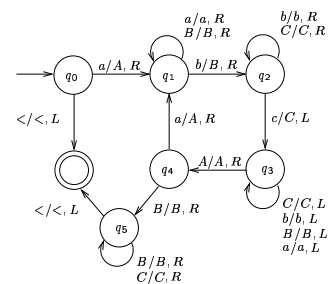 a/a, R
B/B, R
b/b, R
C/C, R
q0
a/A, R
q1
b/B, R
q2
</<, L
a/A, R
c/C, L
q4
A/A, R
q3
</<, L
q5
B/B, R
C/C, L
b/b, L
B/B, L
a/a, L
B/B, R
C/C, R